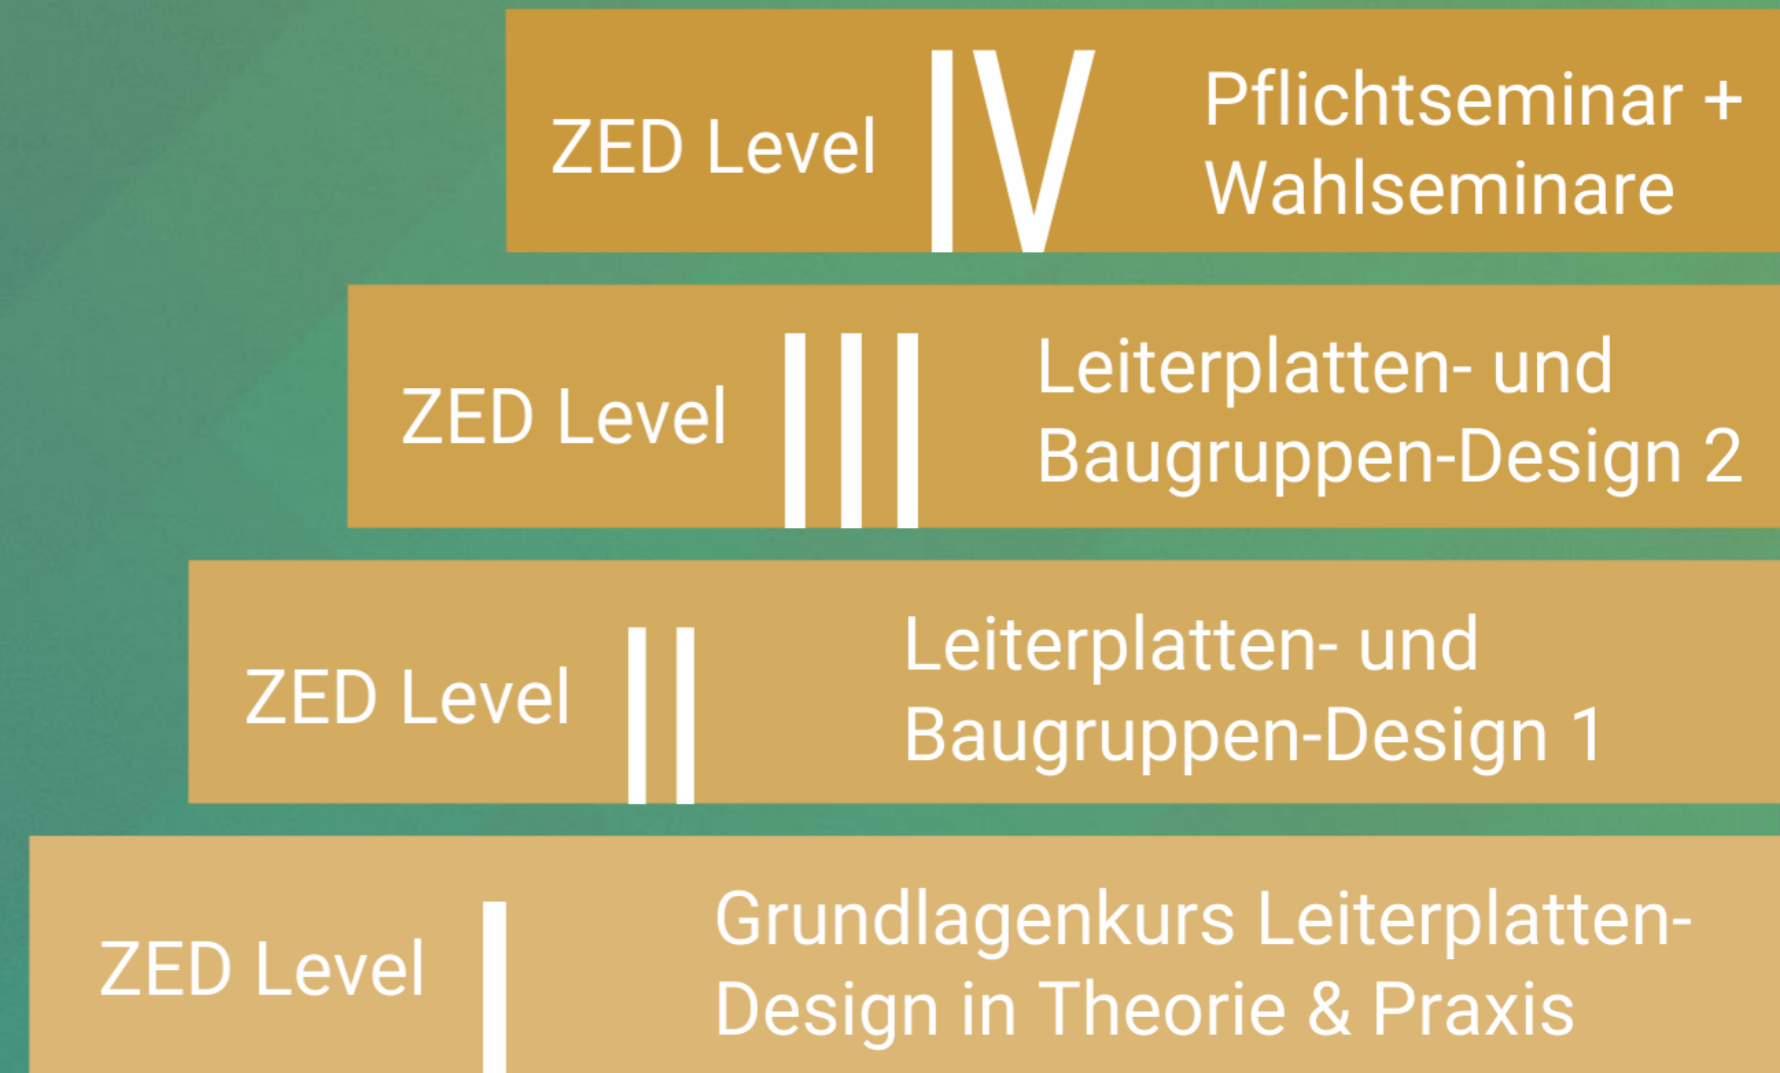 ZED Level IV
Pflichtseminar +
Wahlseminare
ZED Level III
Leiterplatten- und
Baugruppen-Design 2
ZED Level II
Leiterplatten- und
Baugruppen-Design 1
ZED Level I
Grundlagenkurs Leiterplatten-
Design in Theorie & Praxis